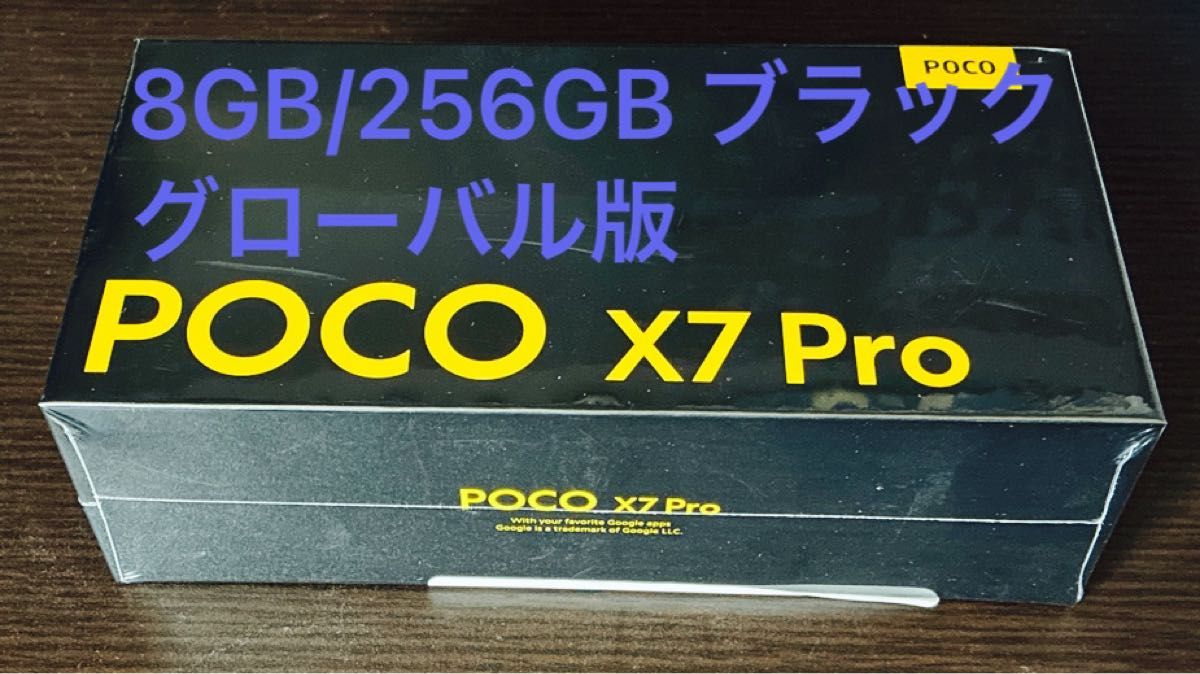 POCO
8GB/256GB ブラック
グローバル版
POCO X7 Pro
POCO X7 Pro
With your favorite Google apps
Google is a trademark of Google LLC.